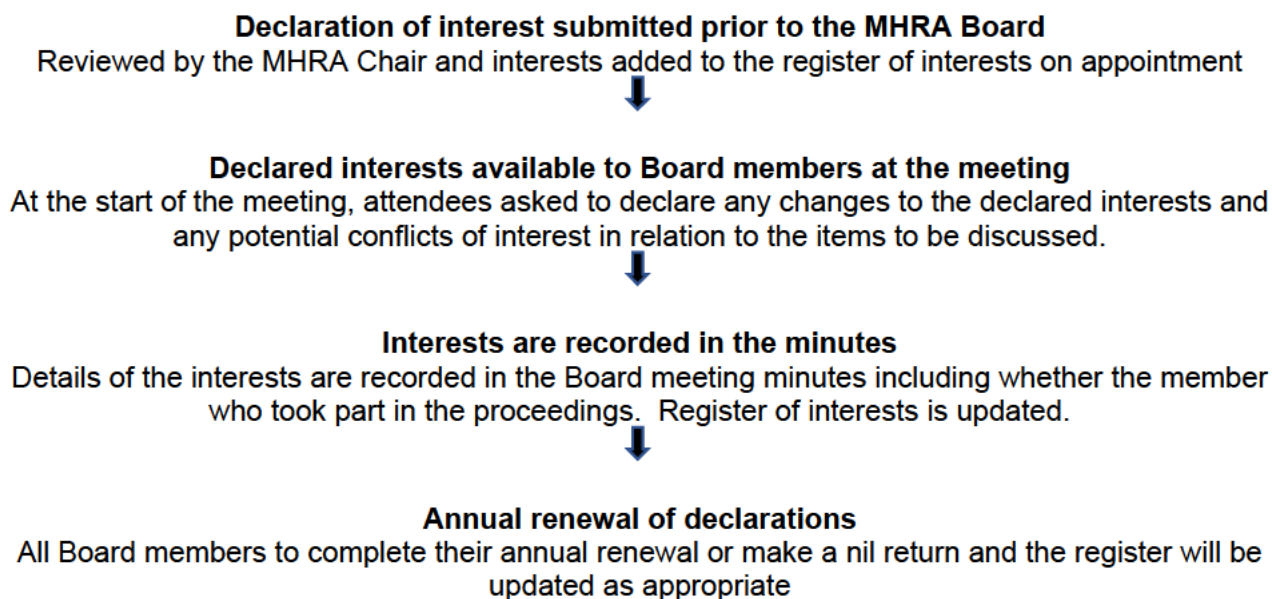 Declaration of interest submitted prior to the MHRA Board
Reviewed by the MHRA Chair and interests added to the register of interests on appointment
Declared interests available to Board members at the meeting
At the start of the meeting, attendees asked to declare any changes to the declared interests and
any potential conflicts of interest in relation to the items to be discussed.
Interests are recorded in the minutes
Details of the interests are recorded in the Board meeting minutes including whether the member
who took part in the proceedings.  Register of interests is updated.
Annual renewal of declarations
All Board members to complete their annual renewal or make a nil return and the register will be
updated as appropriate